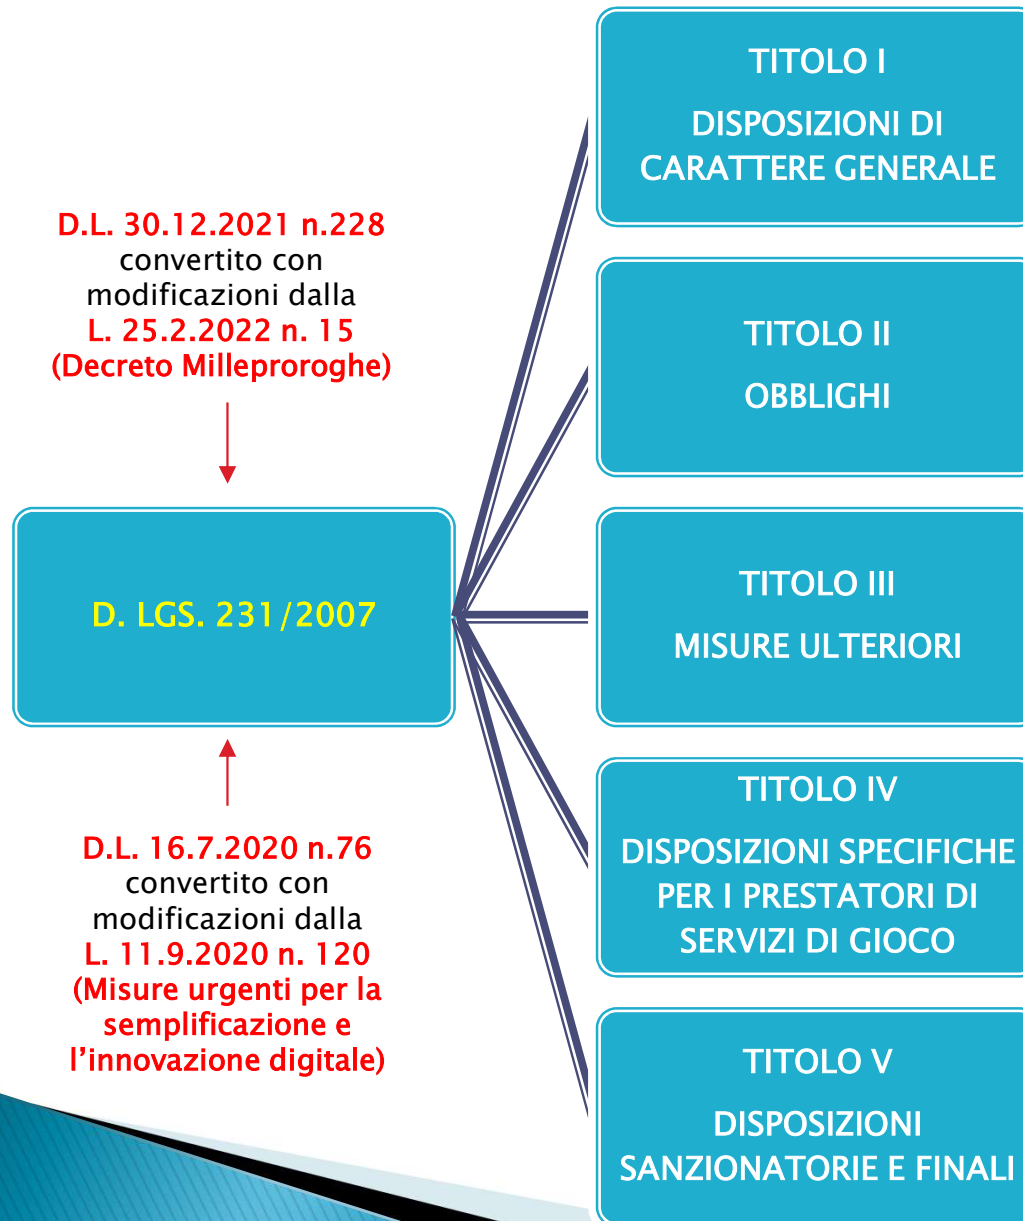 D.L. 30.12.2021 n.228
convertito con
modificazioni dalla
L. 25.2.2022 n. 15
(Decreto Milleproroghe)
D. LGS. 231/2007
D.L. 16.7.2020 n.76
convertito con
modificazioni dalla
L. 11.9.2020 n. 120
(Misure urgenti per la
semplificazione e
l’innovazione digitale)
TITOLO I
DISPOSIZIONI DI
CARATTERE GENERALE
TITOLO II
OBBLIGHI
TITOLO III
MISURE ULTERIORI
TITOLO IV
DISPOSIZIONI SPECIFICHE
PER I PRESTATORI DI
SERVIZI DI GIOCO
TITOLO V
DISPOSIZIONI
SANZIONATORIE E FINALI